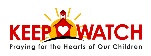 KEEP WATCH
Praying for the Hearts of Our Children